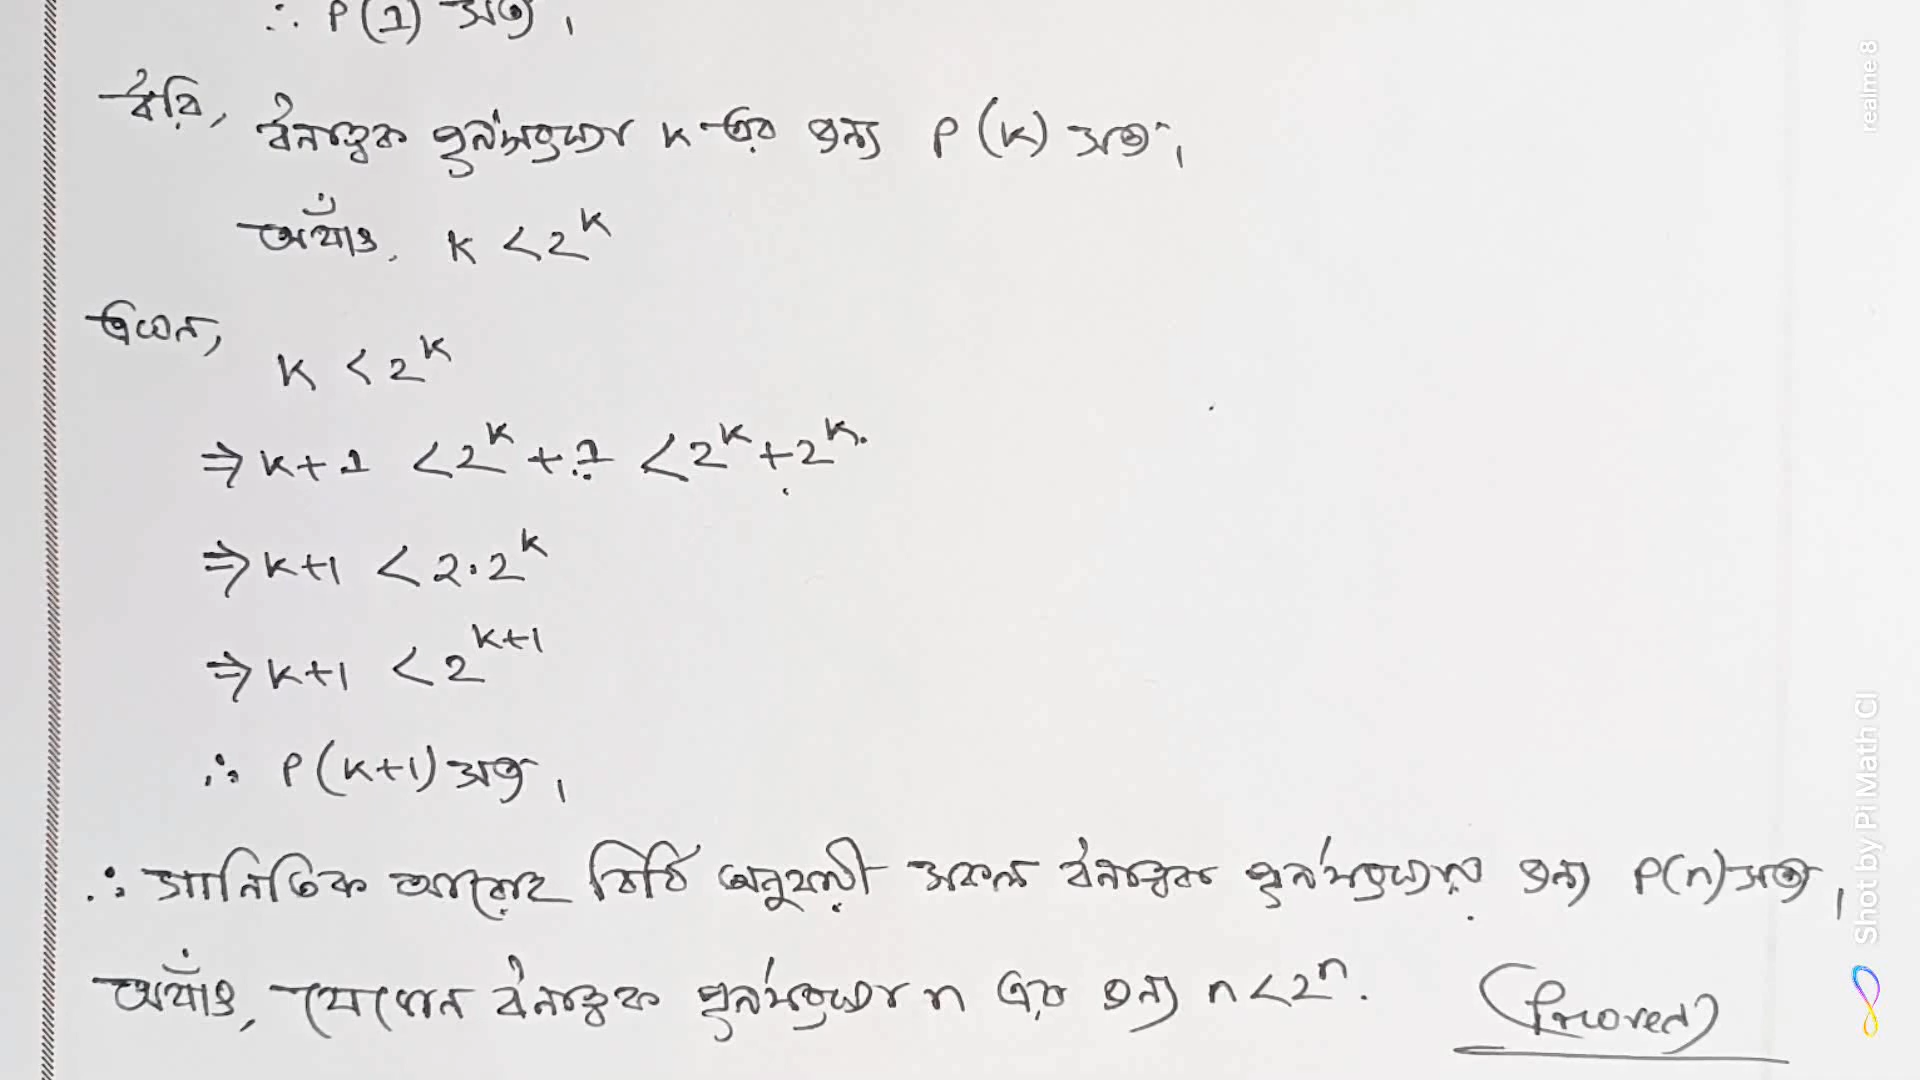 ∴ P(1) সত্য।
ধরি,
ধনাত্মক পূর্ণসংখ্যা k এর জন্য P(k) সত্য।
অর্থাৎ, k < 2^k
এখন,
k < 2^k
⇒ k+1 < 2^k + 1 < 2^k + 2^k.
⇒ k+1 < 2·2^k
⇒ k+1 < 2^{k+1}
∴ P(k+1) সত্য।
∴ গানিতিক আরোহ বিধি অনুযায়ী সকল ধনাত্মক পূর্ণসংখ্যার জন্য P(n) সত্য।
অর্থাৎ, যেকোন ধনাত্মক পূর্ণসংখ্যা n এর জন্য n < 2^n.
(Proved)
realme 8
Shot by Pi Math Cl